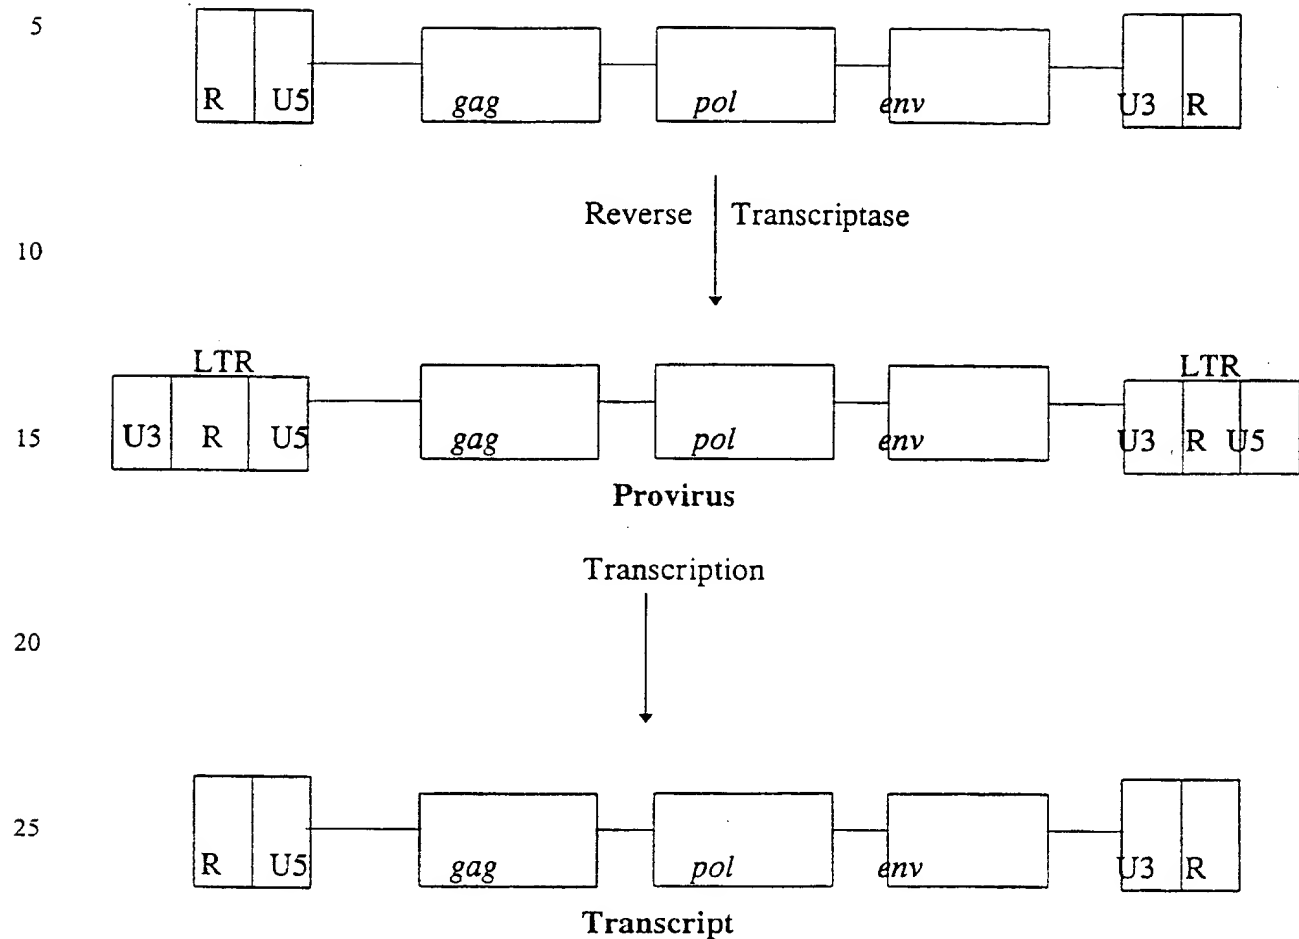 5
R U5 gag pol env U3 R
Reverse Transcriptase
10
LTR LTR
15 U3 R U5 gag pol env U3 R U5
Provirus
Transcription
20
25 R U5 gag pol env U3 R
Transcript